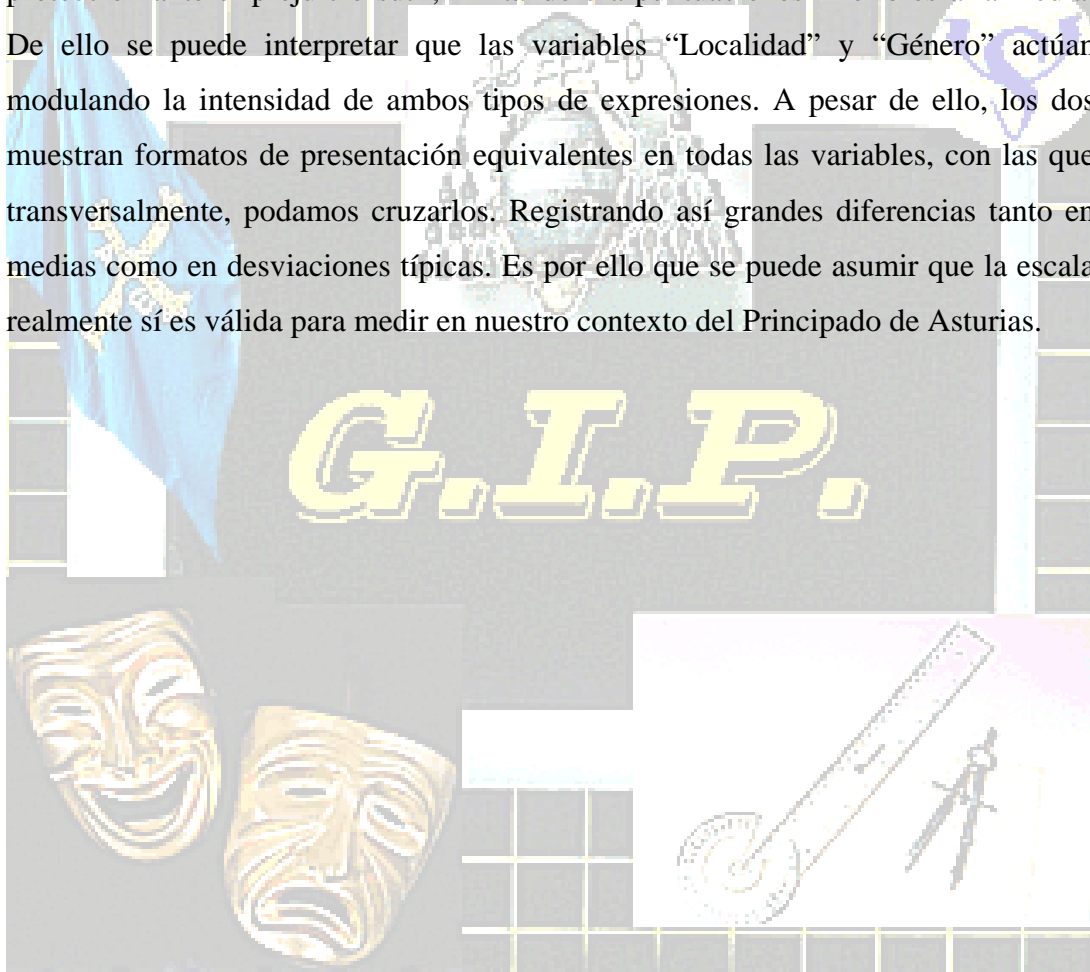 De ello se puede interpretar que las variables “Localidad” y “Género” actúan
modulando la intensidad de ambos tipos de expresiones. A pesar de ello, los dos
muestran formatos de presentación equivalentes en todas las variables, con las que
transversalmente, podamos cruzarlos. Registrando así grandes diferencias tanto en
medias como en desviaciones típicas. Es por ello que se puede asumir que la escala
realmente sí es válida para medir en nuestro contexto del Principado de Asturias.
G.I.P.